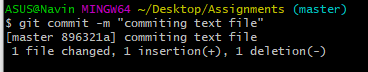 ASUS@Navin MINGW64 ~/Desktop/Assignments (master)
$ git commit -m "commiting text file"
[master 896321a] commiting text file
 1 file changed, 1 insertion(+), 1 deletion(-)